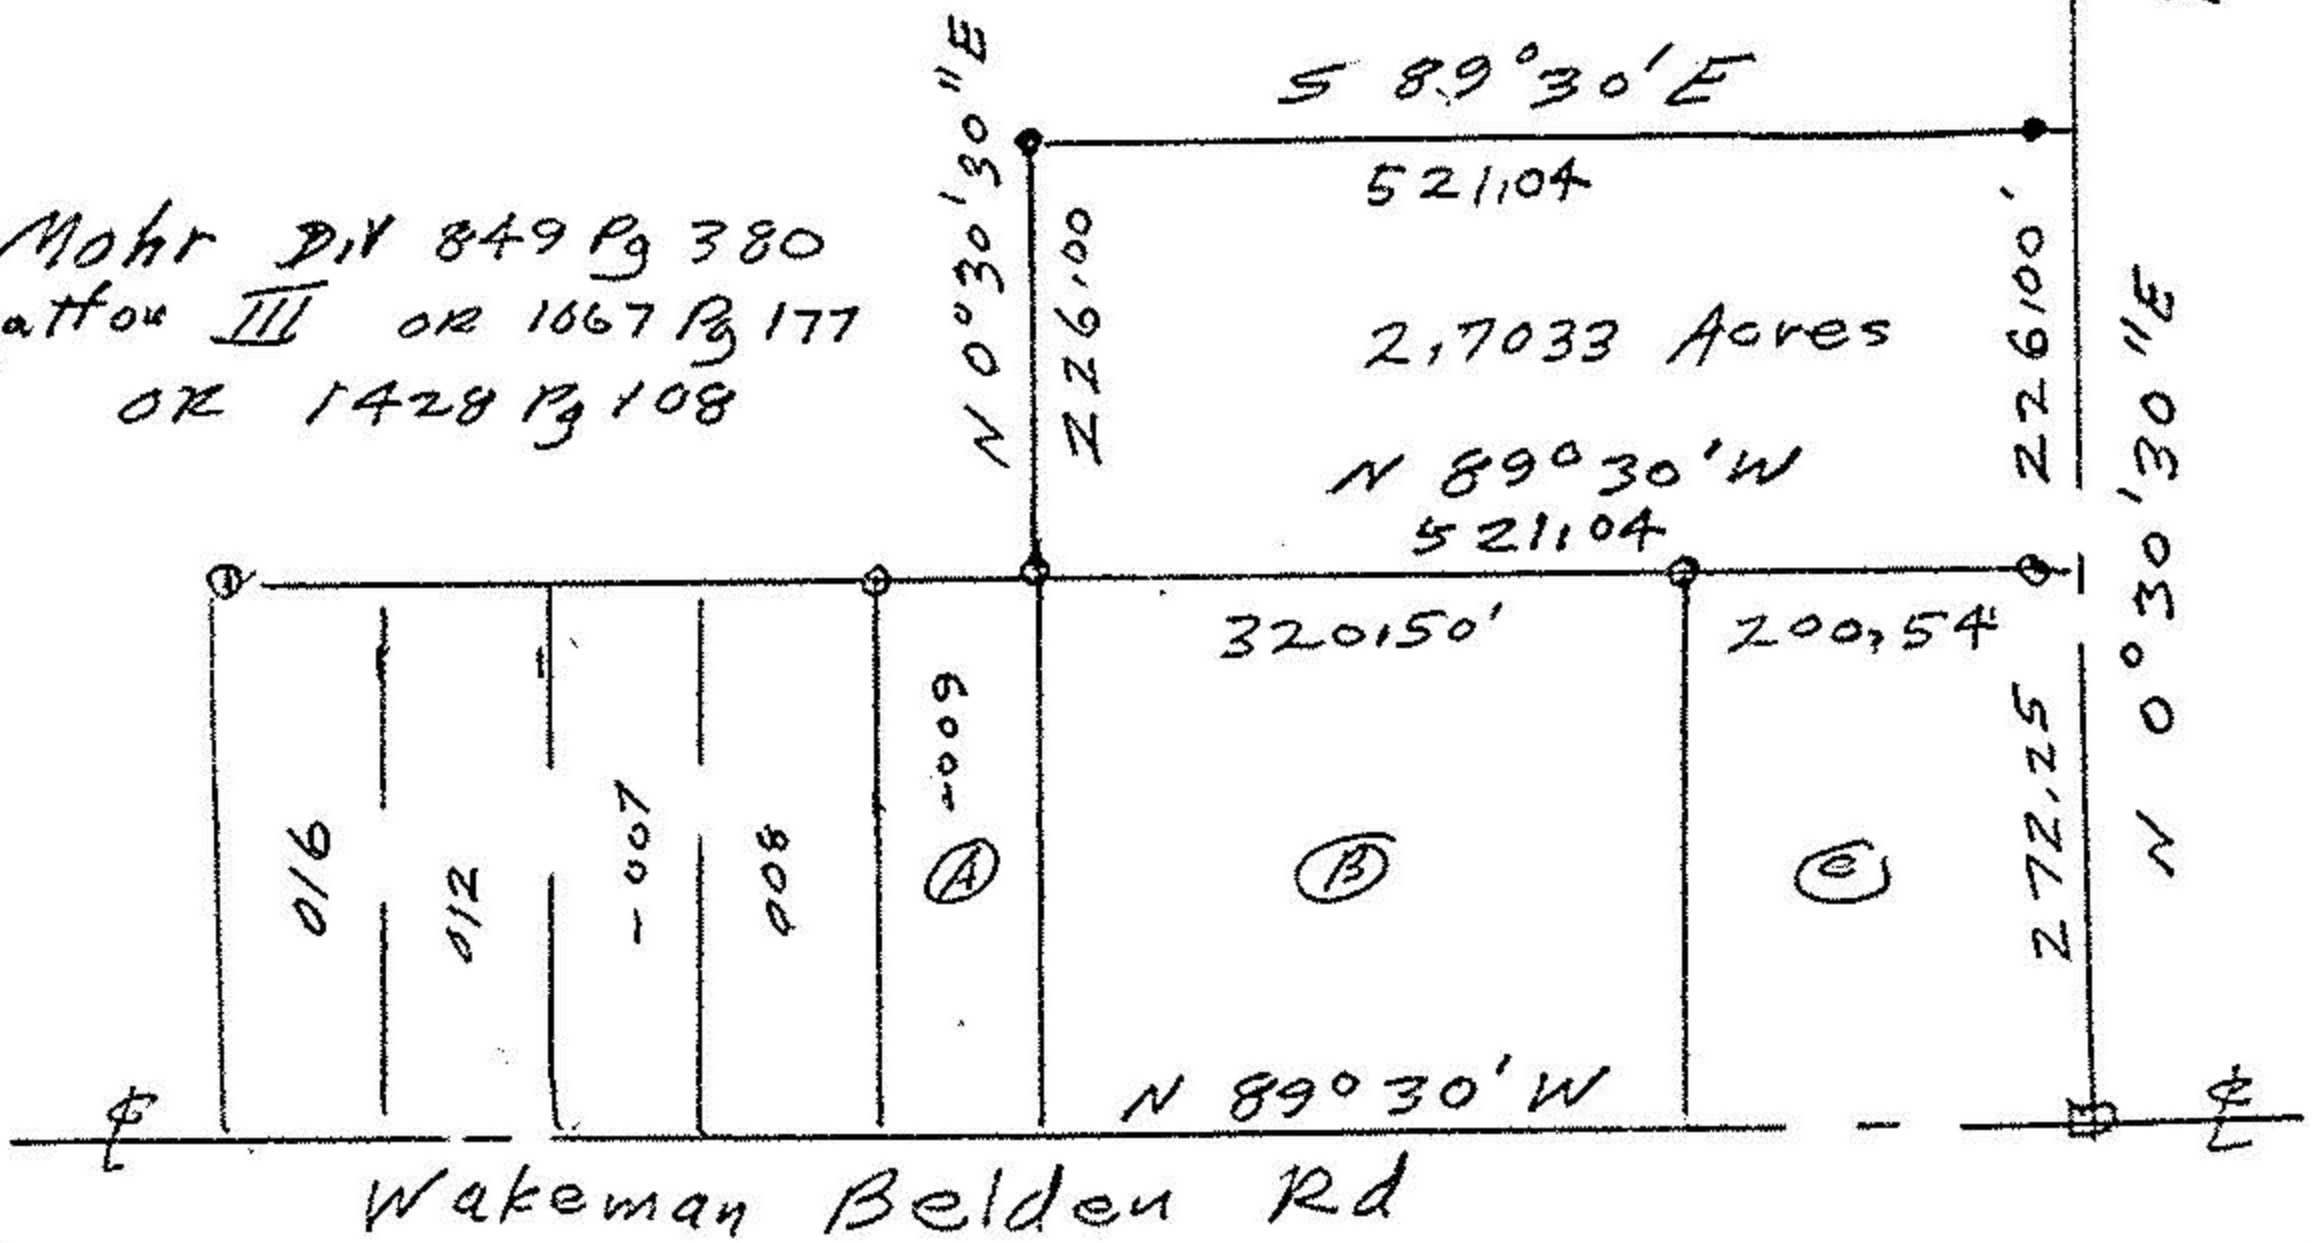 S 89°30'E
521.04
N 0°30'30"E
226.00
Mohr Div 849 Pg 380
III OR 1067 Pg 177
OR 1428 Pg 108
2.7033 Acres
226.00'
N 0°30'30"E
N 89°30'W
521.04
320.50'
200.54'
272.25
016
012
-007
008
-009
A
B
C
N 89°30'W
℄
℄
Wakeman Belden Rd